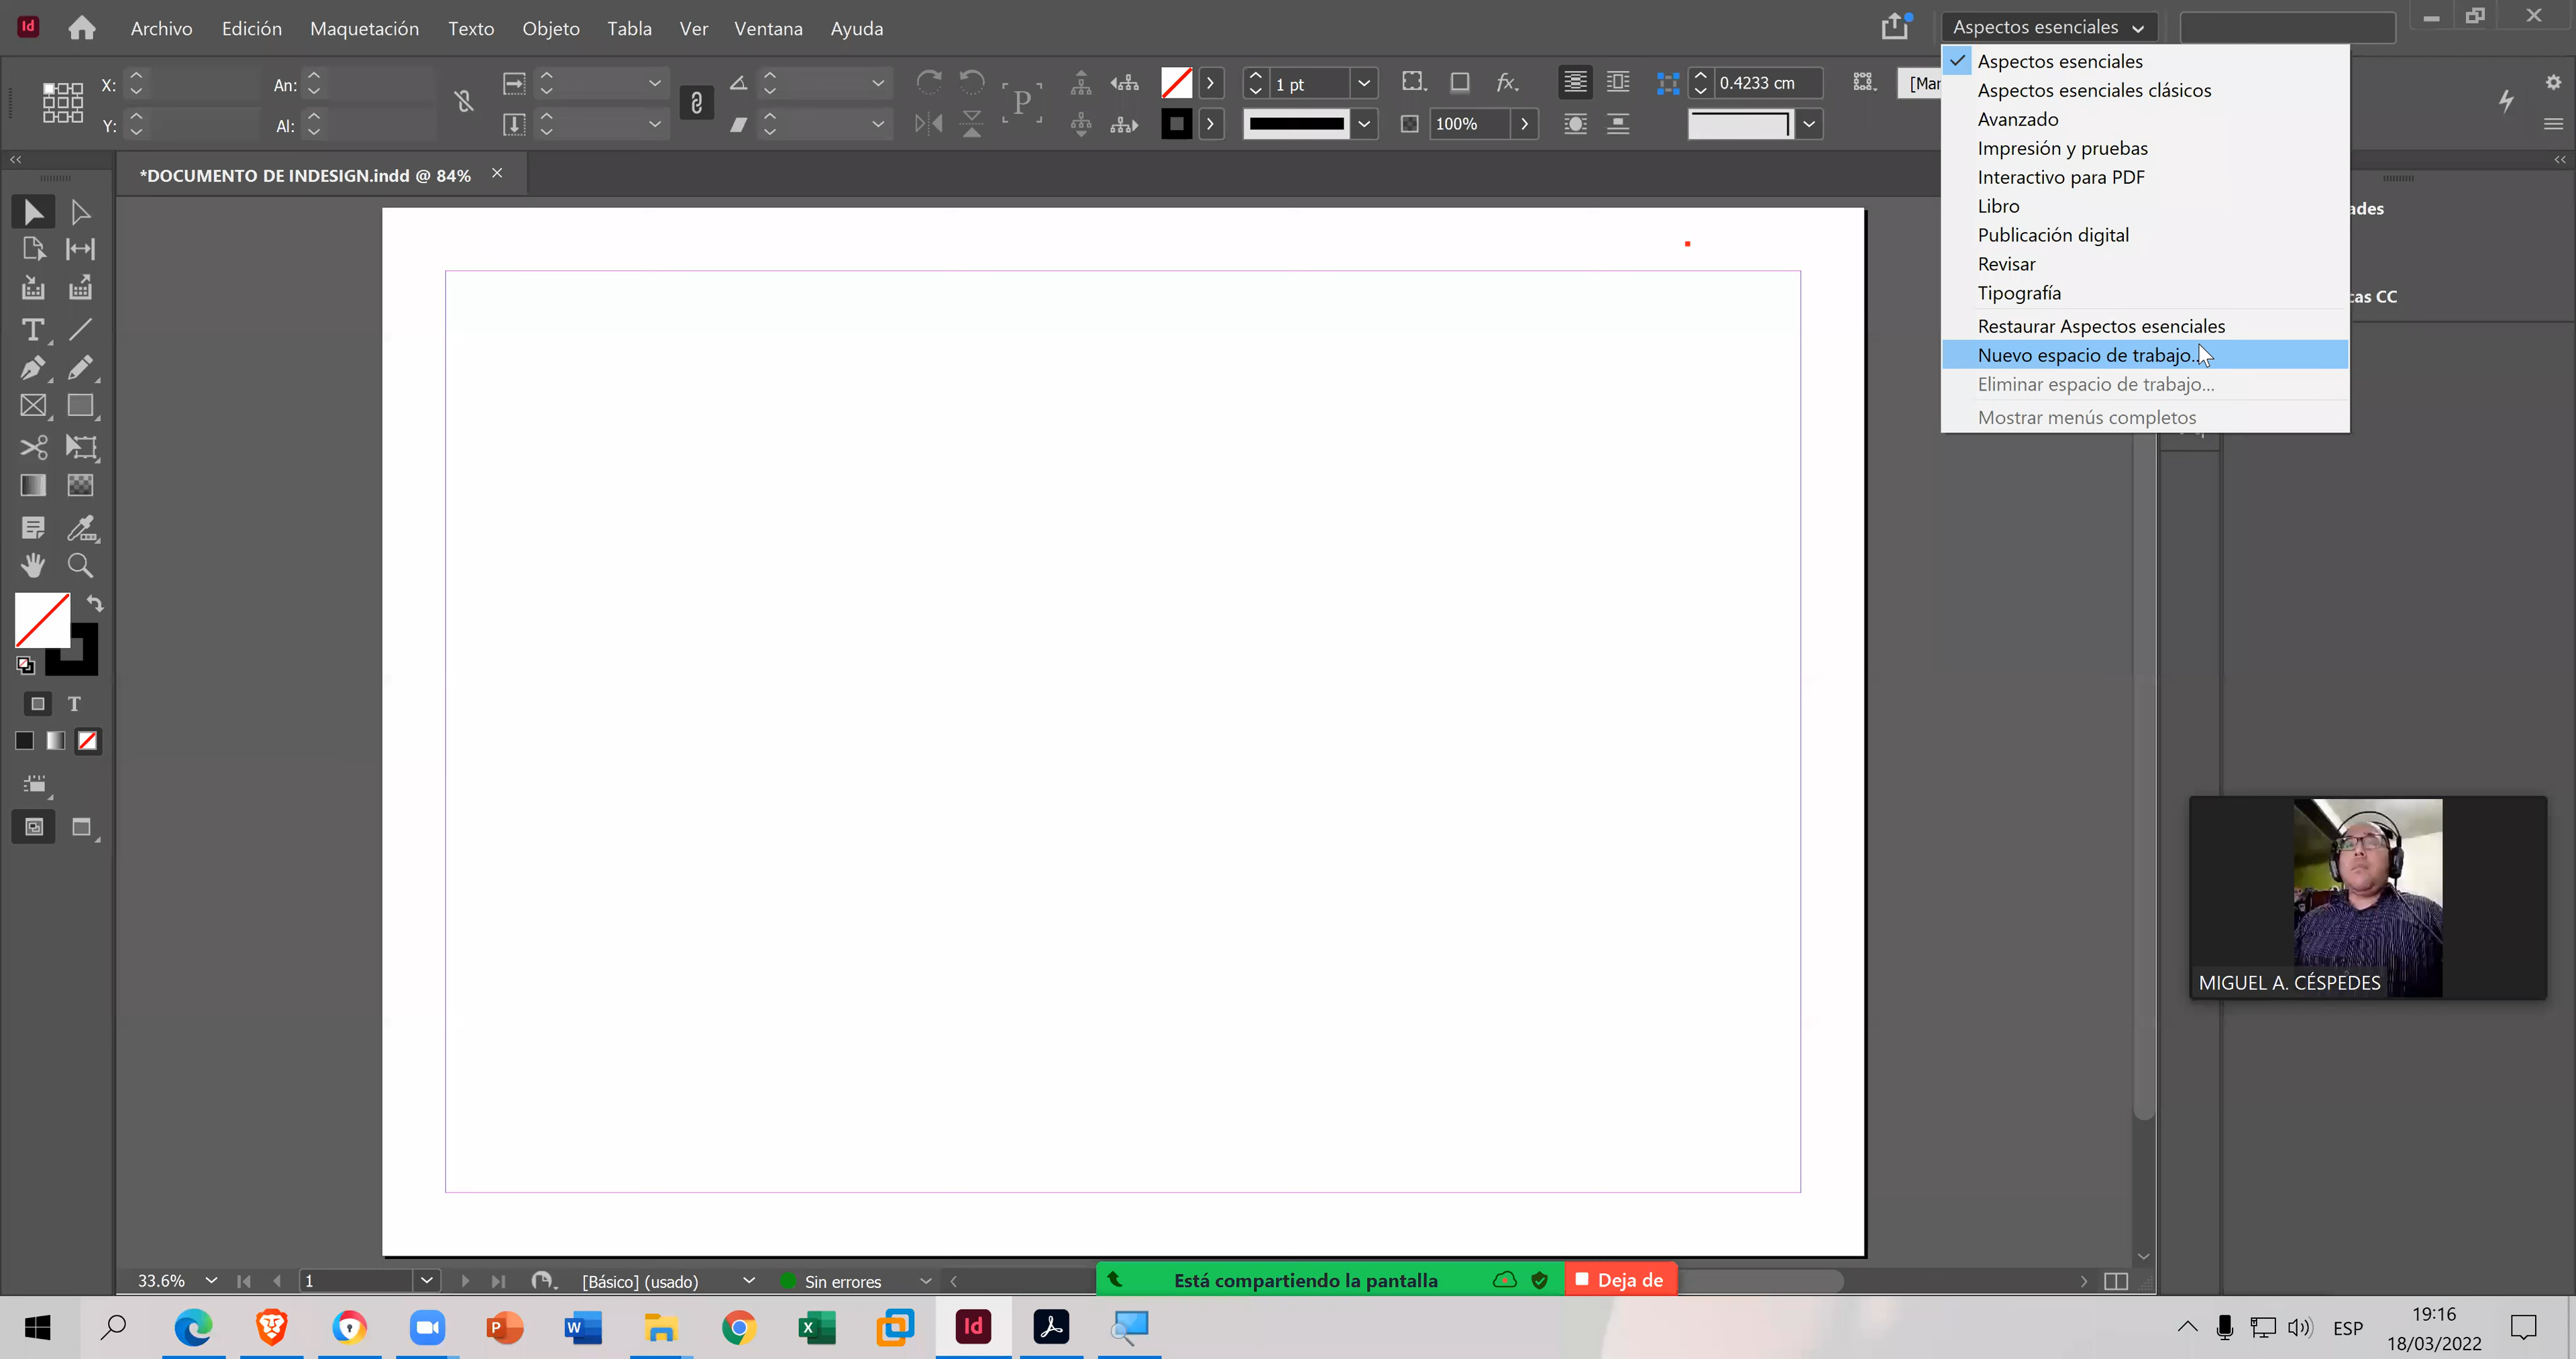 Id
Archivo Edición Maquetación Texto Objeto Tabla Ver Ventana Ayuda
Aspectos esenciales
X: An: 1 pt 0.4233 cm
Y: Al: P 100%
*DOCUMENTO DE INDESIGN.indd @ 84%
Aspectos esenciales
Aspectos esenciales clásicos
Avanzado
Impresión y pruebas
Interactivo para PDF
Libro
Publicación digital
Revisar
Tipografía
Restaurar Aspectos esenciales
Nuevo espacio de trabajo...
Eliminar espacio de trabajo...
Mostrar menús completos
[Mar
ades
cas CC
MIGUEL A. CÉSPEDES
33.6% 1 [Básico] (usado) Sin errores
Está compartiendo la pantalla Deja de
ESP
19:16
18/03/2022